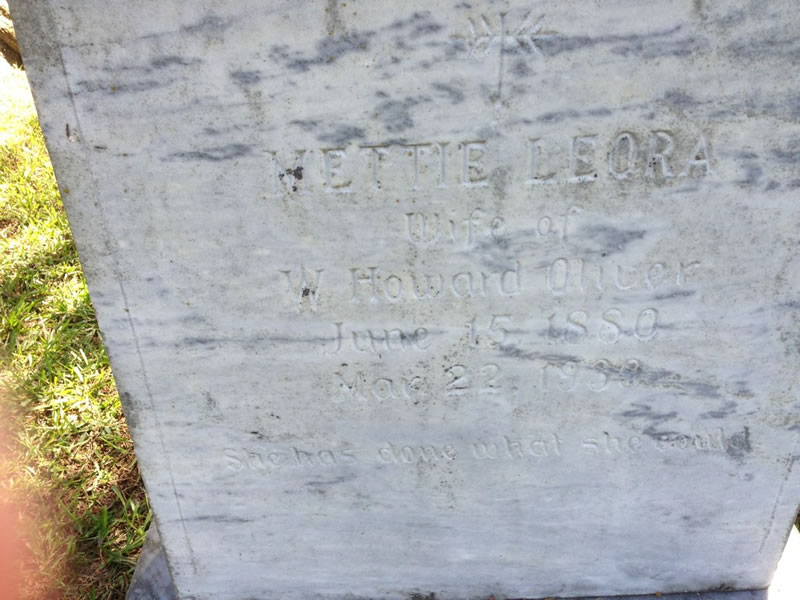 NETTIE LEORA
Wife of
W Howard Oliver
June 15 1880
Mar 22
She has done what she could